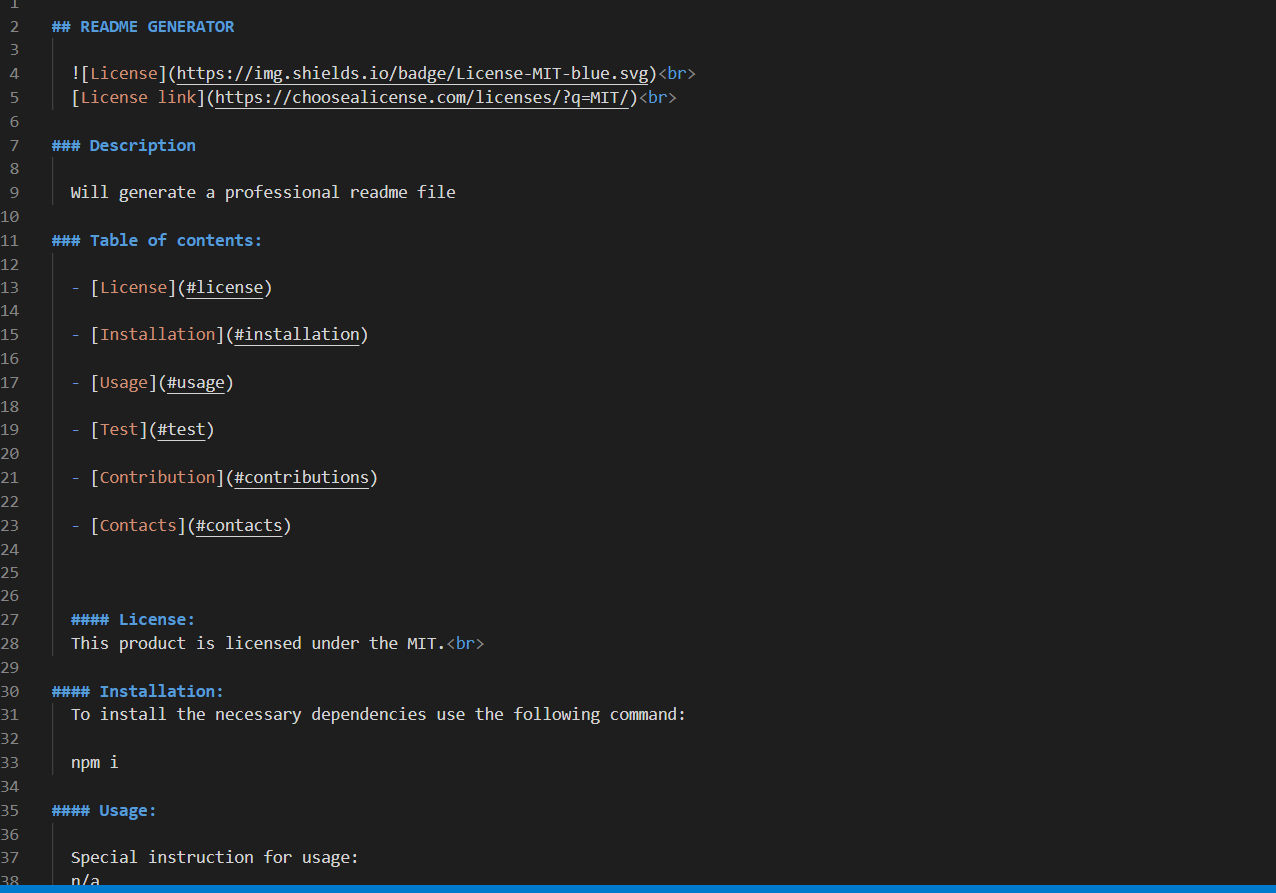 1
2 ## README GENERATOR
3
4 ![License](https://img.shields.io/badge/License-MIT-blue.svg)<br>
5 [License link](https://choosealicense.com/licenses/?q=MIT/)<br>
6
7 ### Description
8
9 Will generate a professional readme file
10
11 ### Table of contents:
12
13 - [License](#license)
14
15 - [Installation](#installation)
16
17 - [Usage](#usage)
18
19 - [Test](#test)
20
21 - [Contribution](#contributions)
22
23 - [Contacts](#contacts)
24
25
26
27 #### License:
28 This product is licensed under the MIT.<br>
29
30 #### Installation:
31 To install the necessary dependencies use the following command:
32
33 npm i
34
35 #### Usage:
36
37 Special instruction for usage:
38 n/a